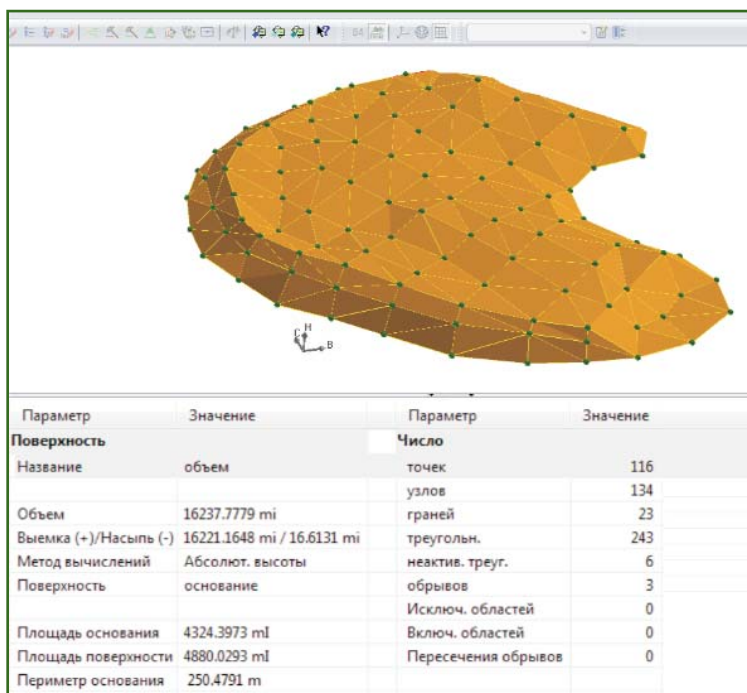 H
C
B
Параметр Значение Параметр Значение
Поверхность Число
Название объем точек 116
узлов 134
Объем 16237.7779 mi граней 23
Выемка (+)/Насыпь (-) 16221.1648 mi / 16.6131 mi треугольн. 243
Метод вычислений Абсолют. высоты неактив. треуг. 6
Поверхность основание обрывов 3
Исключ. областей 0
Площадь основания 4324.3973 mI Включ. областей 0
Площадь поверхности 4880.0293 mI Пересечения обрывов 0
Периметр основания 250.4791 m